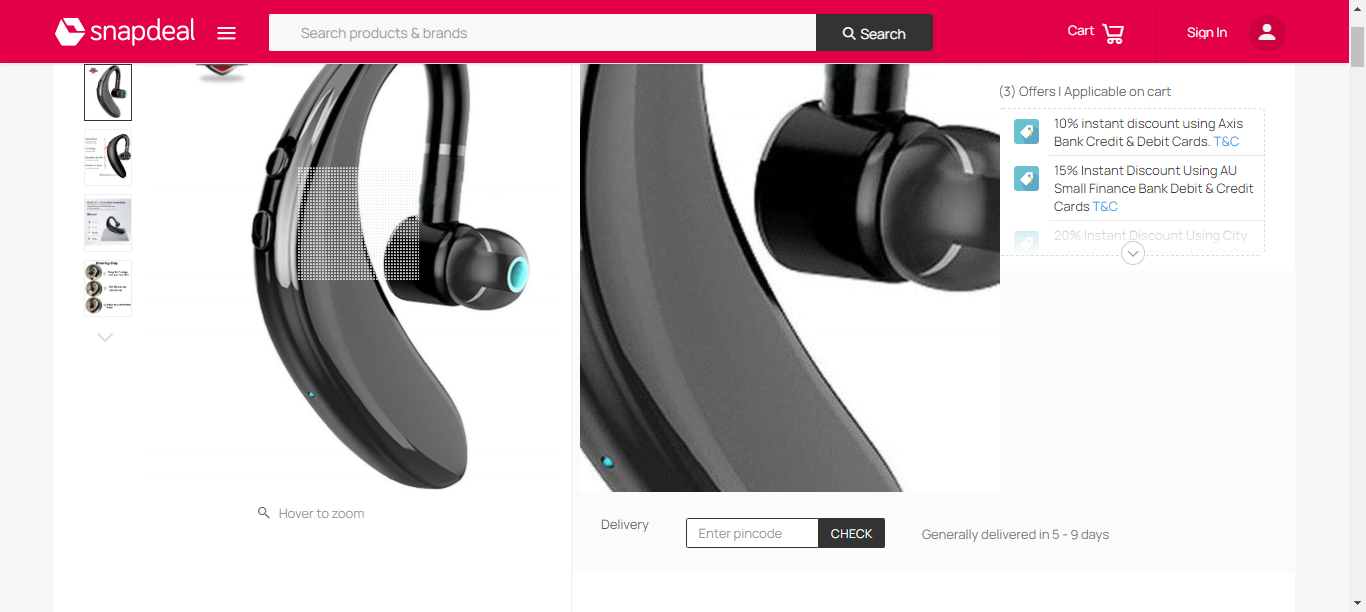 snapdeal
Search products & brands
Search
Cart
Sign In
(3) Offers | Applicable on cart
10% instant discount using Axis
Bank Credit & Debit Cards. T&C
15% Instant Discount Using AU
Small Finance Bank Debit & Credit
Cards T&C
20% Instant Discount Using City
Hover to zoom
Delivery
Enter pincode
CHECK
Generally delivered in 5 - 9 days